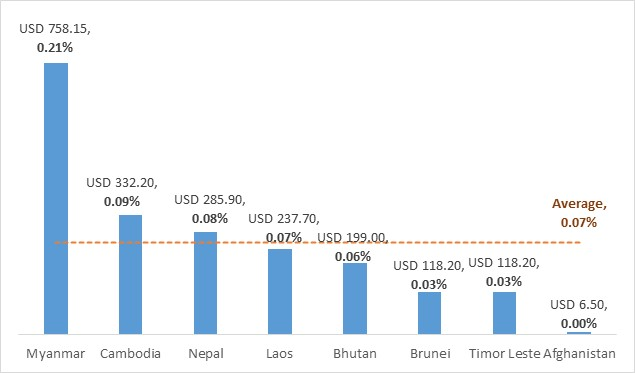 USD 758.15,
0.21%
USD 332.20,
0.09%
USD 285.90,
0.08%
USD 237.70,
0.07%
USD 199.00,
0.06%
USD 118.20,
0.03%
USD 118.20,
0.03%
USD 6.50,
0.00%
Average,
0.07%
Myanmar Cambodia Nepal Laos Bhutan Brunei Timor Leste Afghanistan